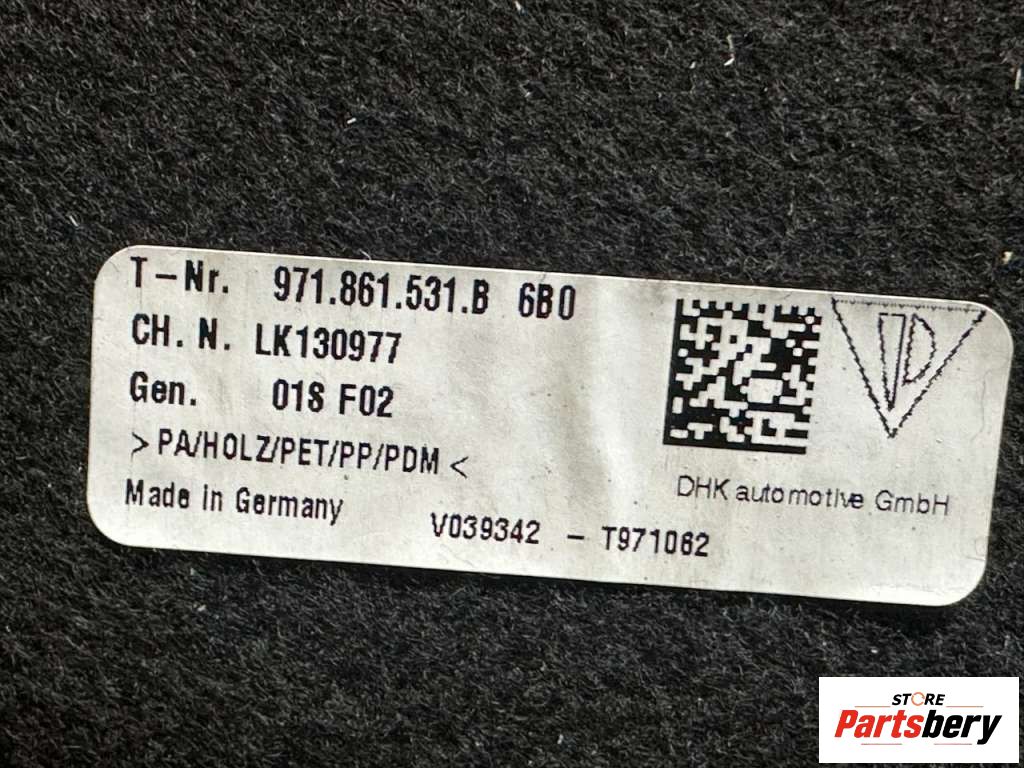 T-Nr. 971.861.531.B 6B0
CH. N. LK130977
Gen. 01S F02
>PA/HOLZ/PET/PP/PDM<
Made in Germany
V039342 - T971062
DHK automotive GmbH
STORE
Partsbery